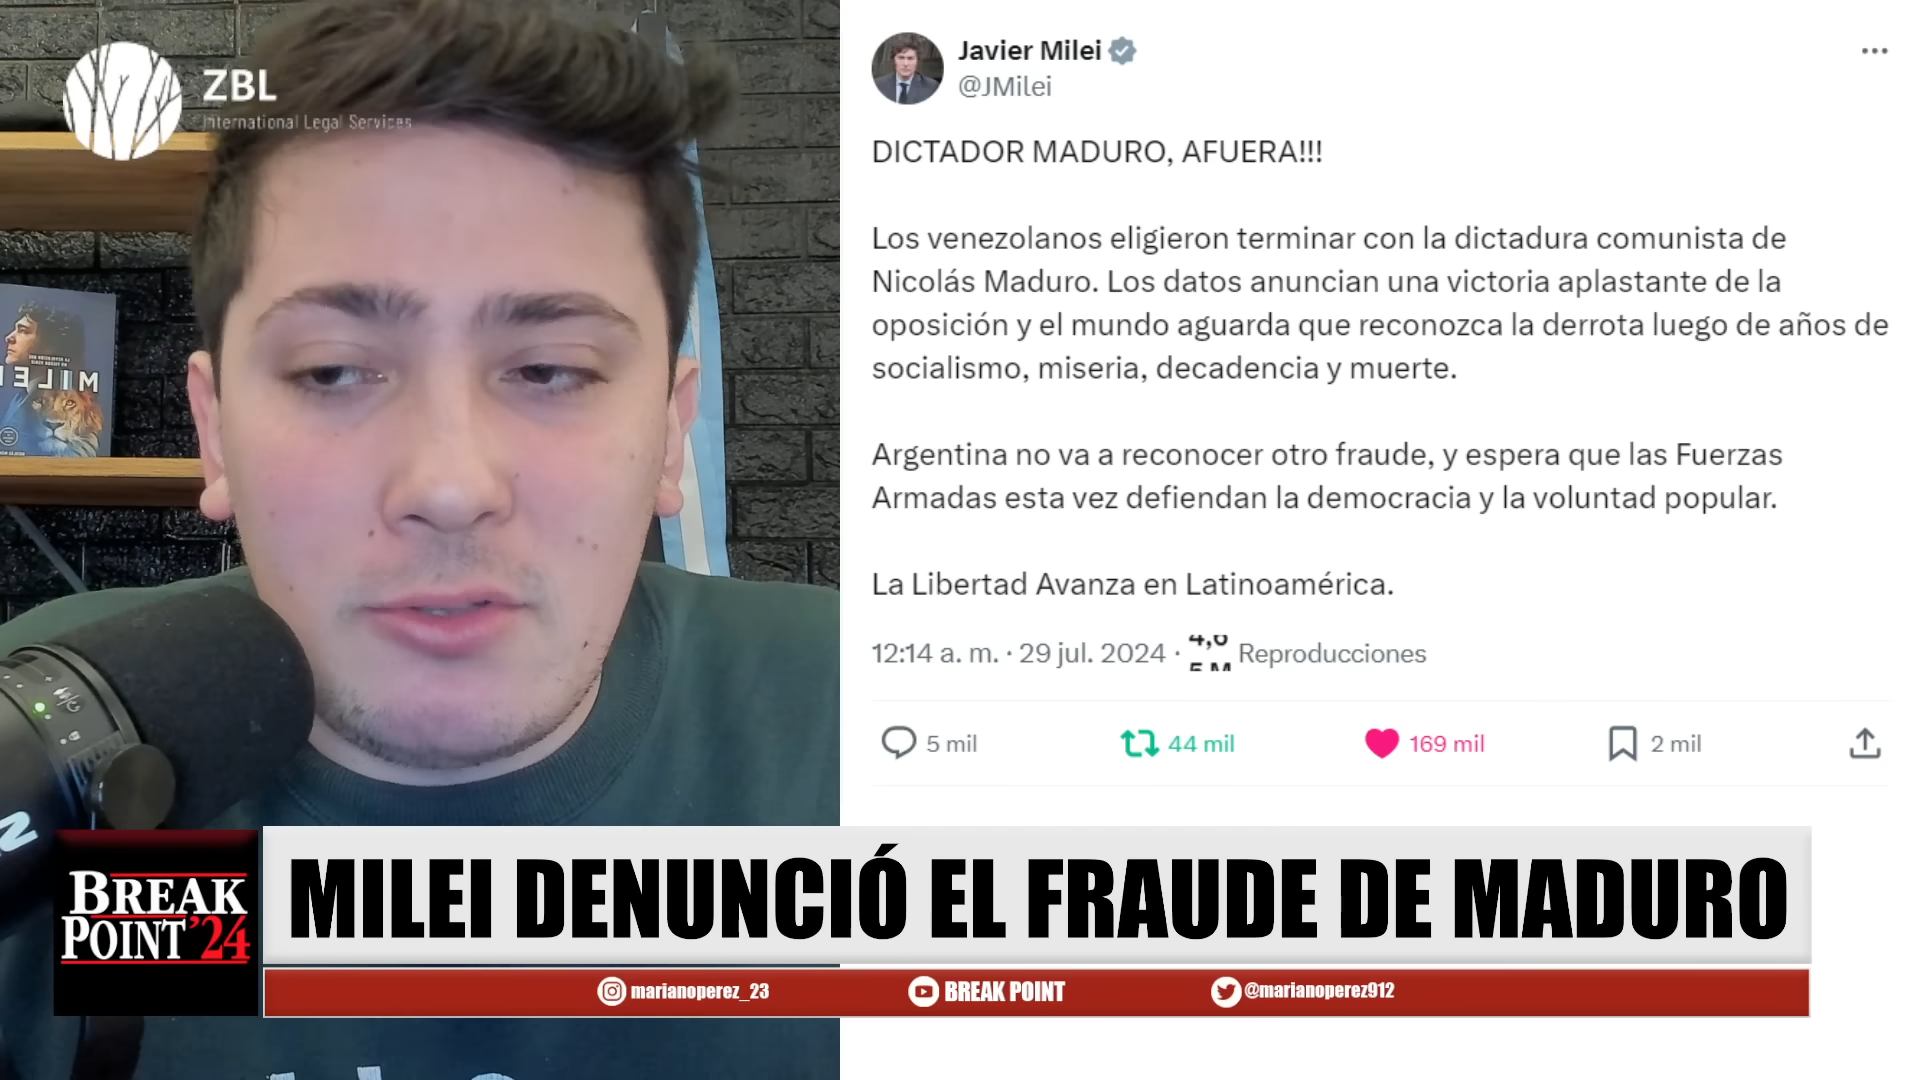 ZBL
International Legal Services
MILEI
Javier Milei
@JMilei
DICTADOR MADURO, AFUERA!!!
Los venezolanos eligieron terminar con la dictadura comunista de
Nicolás Maduro. Los datos anuncian una victoria aplastante de la
oposición y el mundo aguarda que reconozca la derrota luego de años de
socialismo, miseria, decadencia y muerte.
Argentina no va a reconocer otro fraude, y espera que las Fuerzas
Armadas esta vez defiendan la democracia y la voluntad popular.
La Libertad Avanza en Latinoamérica.
12:14 a. m. · 29 jul. 2024 · Reproducciones
5 mil 44 mil 169 mil 2 mil
BREAK
POINT '24
MILEI DENUNCIÓ EL FRAUDE DE MADURO
marianoperez_23 BREAK POINT @marianoperez912